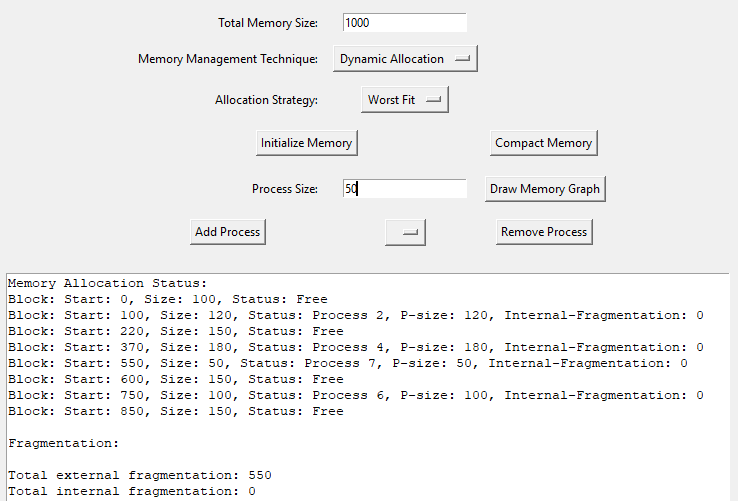 Total Memory Size: 1000
Memory Management Technique: Dynamic Allocation
Allocation Strategy: Worst Fit
Initialize Memory Compact Memory
Process Size: 50 Draw Memory Graph
Add Process Remove Process
Memory Allocation Status:
Block: Start: 0, Size: 100, Status: Free
Block: Start: 100, Size: 120, Status: Process 2, P-size: 120, Internal-Fragmentation: 0
Block: Start: 220, Size: 150, Status: Free
Block: Start: 370, Size: 180, Status: Process 4, P-size: 180, Internal-Fragmentation: 0
Block: Start: 550, Size: 50, Status: Process 7, P-size: 50, Internal-Fragmentation: 0
Block: Start: 600, Size: 150, Status: Free
Block: Start: 750, Size: 100, Status: Process 6, P-size: 100, Internal-Fragmentation: 0
Block: Start: 850, Size: 150, Status: Free
Fragmentation:
Total external fragmentation: 550
Total internal fragmentation: 0